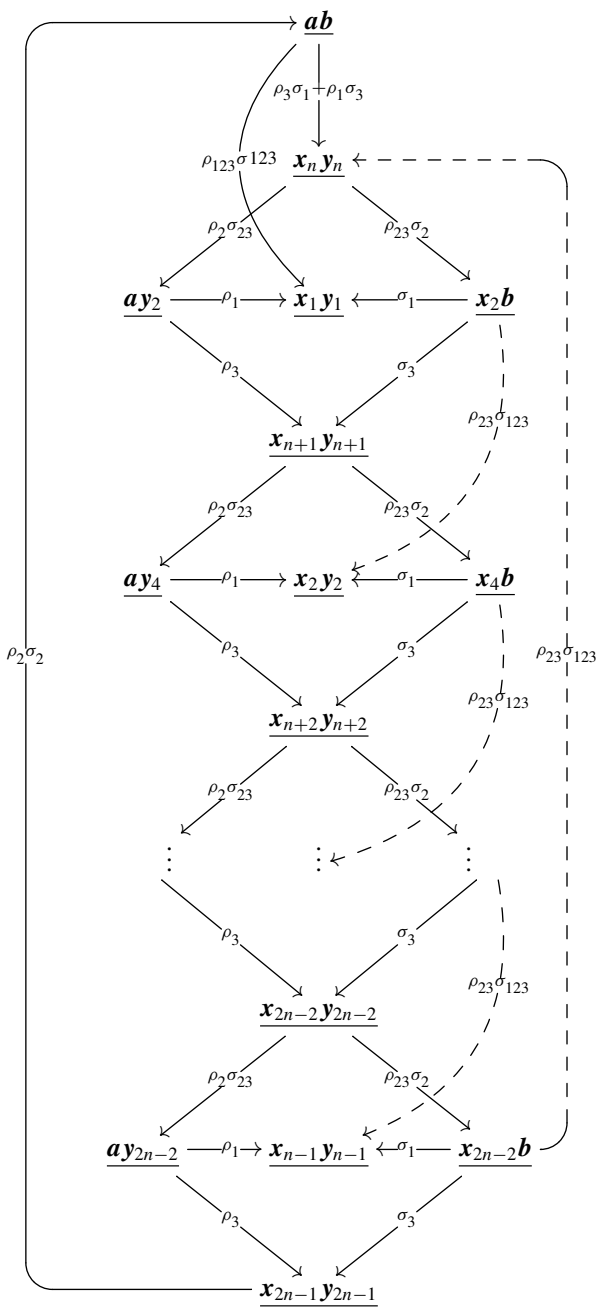 ab
ρ₃σ₁+ρ₁σ₃
ρ₁₂₃σ123
xₙyₙ
ρ₂σ₂₃ ρ₂₃σ₂
ay₂ ρ₁ x₁y₁ σ₁ x₂b
ρ₃ σ₃
ρ₂₃σ₁₂₃
xₙ₊₁yₙ₊₁
ρ₂σ₂₃ ρ₂₃σ₂
ay₄ ρ₁ x₂y₂ σ₁ x₄b
ρ₂σ₂ ρ₃ σ₃ ρ₂₃σ₁₂₃
ρ₂₃σ₁₂₃
xₙ₊₂yₙ₊₂
ρ₂σ₂₃ ρ₂₃σ₂
⋮ ⋮ ⋮
ρ₃ σ₃
ρ₂₃σ₁₂₃
x₂ₙ₋₂y₂ₙ₋₂
ρ₂σ₂₃ ρ₂₃σ₂
ay₂ₙ₋₂ ρ₁ xₙ₋₁yₙ₋₁ σ₁ x₂ₙ₋₂b
ρ₃ σ₃
x₂ₙ₋₁y₂ₙ₋₁